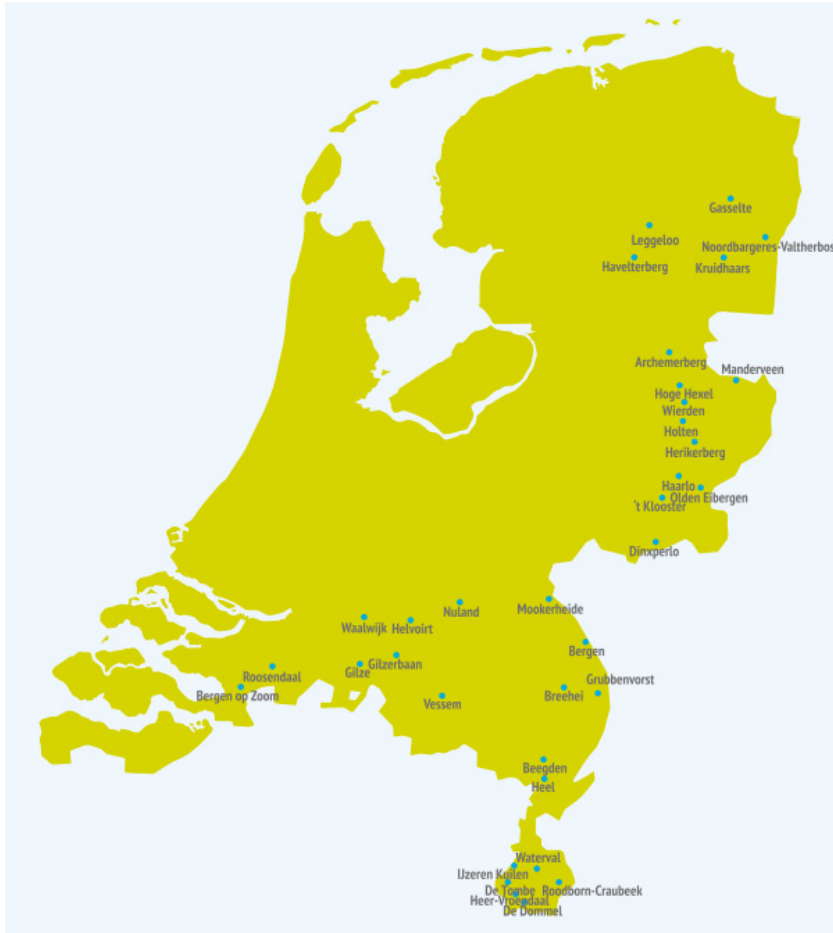 Gasselte
Leggeloo
Noordbargeres-Valtherbos
Havelterberg
Kruidhaars
Archemerberg
Manderveen
Hoge Hexel
Wierden
Holten
Herikerberg
Haarlo
Olden Eibergen
't Klooster
Dinxperlo
Mookerheide
Nuland
Waalwijk
Helvoirt
Bergen
Gilzerbaan
Gilze
Roosendaal
Grubbenvorst
Bergen op Zoom
Breehei
Vessem
Beegden
Heel
Waterval
IJzeren Kuilen
De Tombe
Roodborn-Craubeek
Heer-Vroendaal
De Dommel